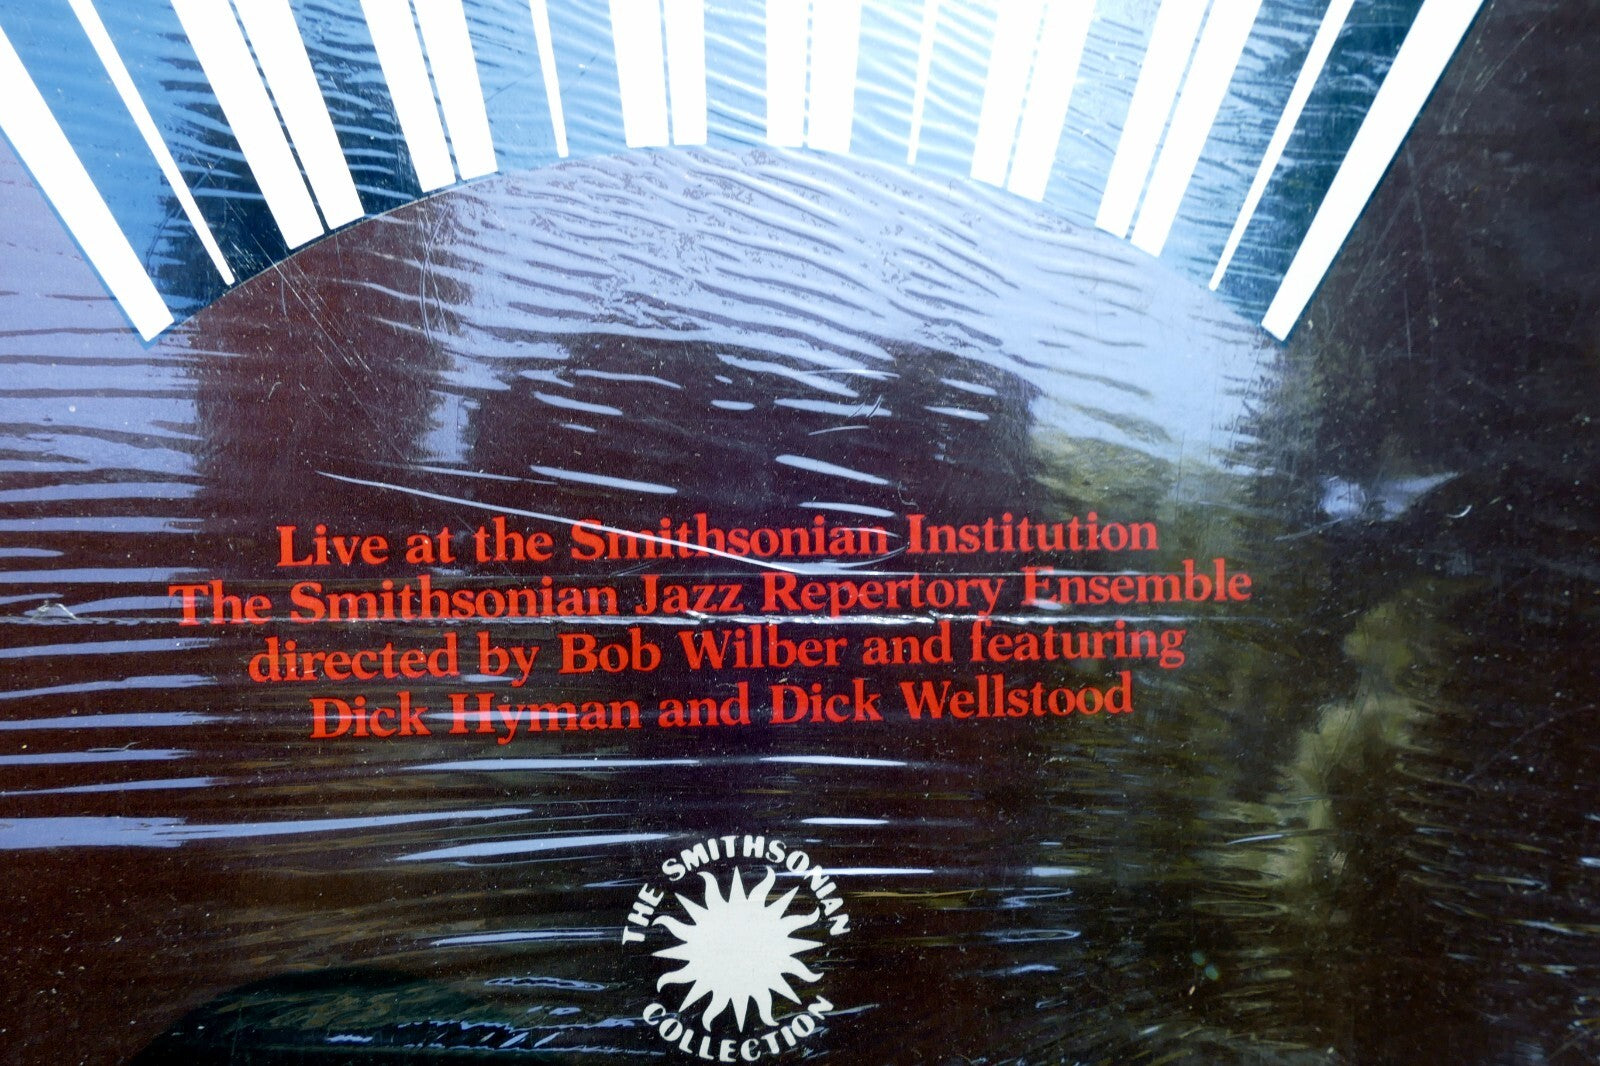 Live at the Smithsonian Institution
The Smithsonian Jazz Repertory Ensemble
directed by Bob Wilber and featuring
Dick Hyman and Dick Wellstood
THE SMITHSONIAN
COLLECTION